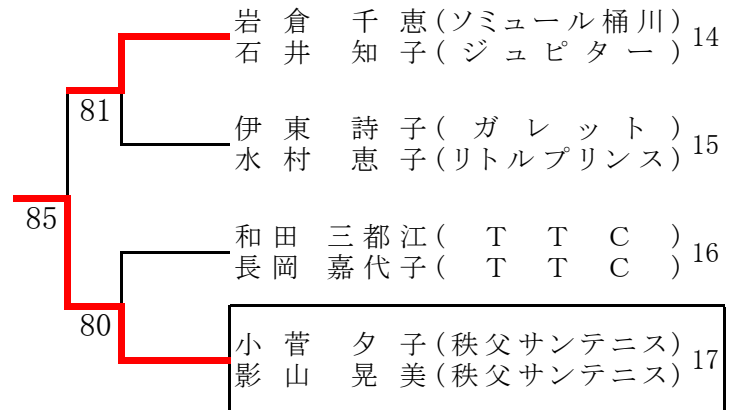 岩倉 千恵(ソミュール桶川) 14
石井 知子(ジュピター)
81
伊東 詩子(ガレット) 15
水村 恵子(リトルプリンス)
85
和田 三都江(TTC) 16
長岡 嘉代子(TTC)
80
小菅 夕子(秩父サンテニス) 17
影山 晃美(秩父サンテニス)